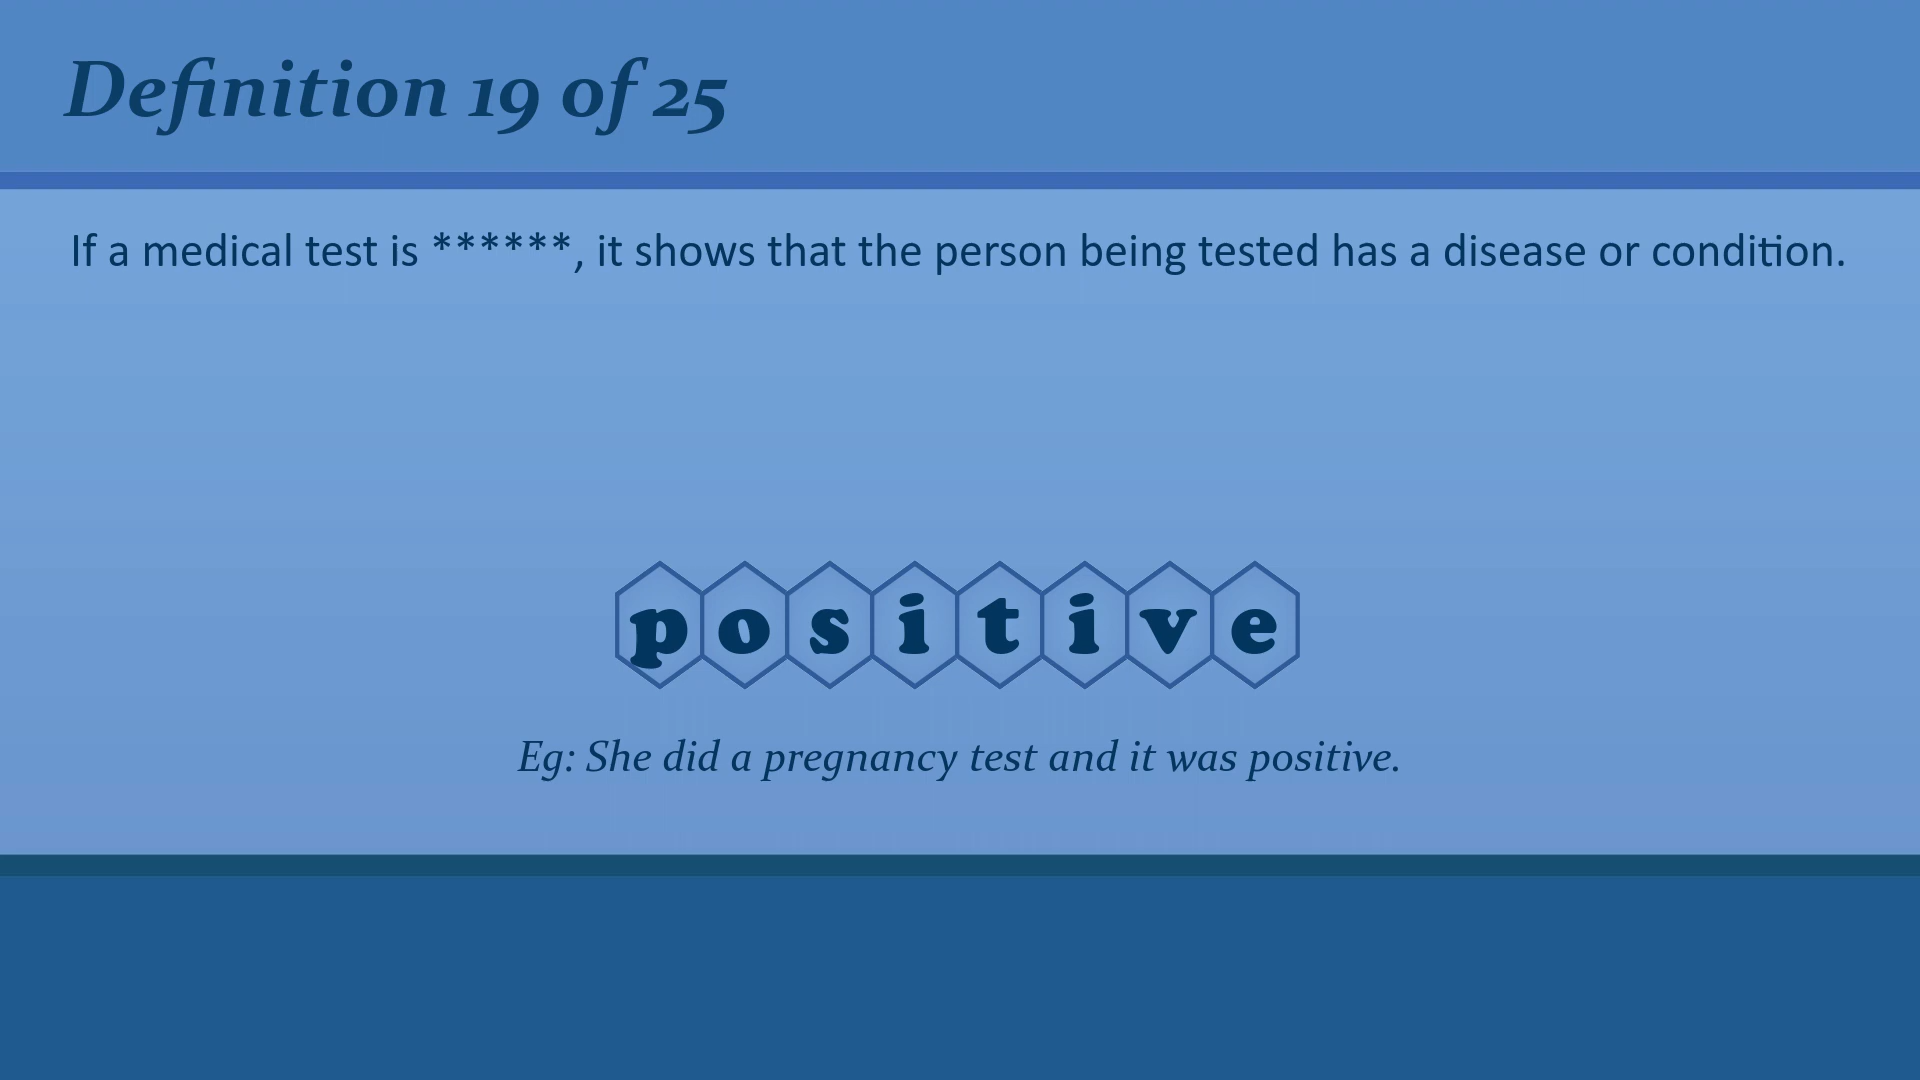 Definition 19 of 25
If a medical test is ******, it shows that the person being tested has a disease or condition.
positive
Eg: She did a pregnancy test and it was positive.